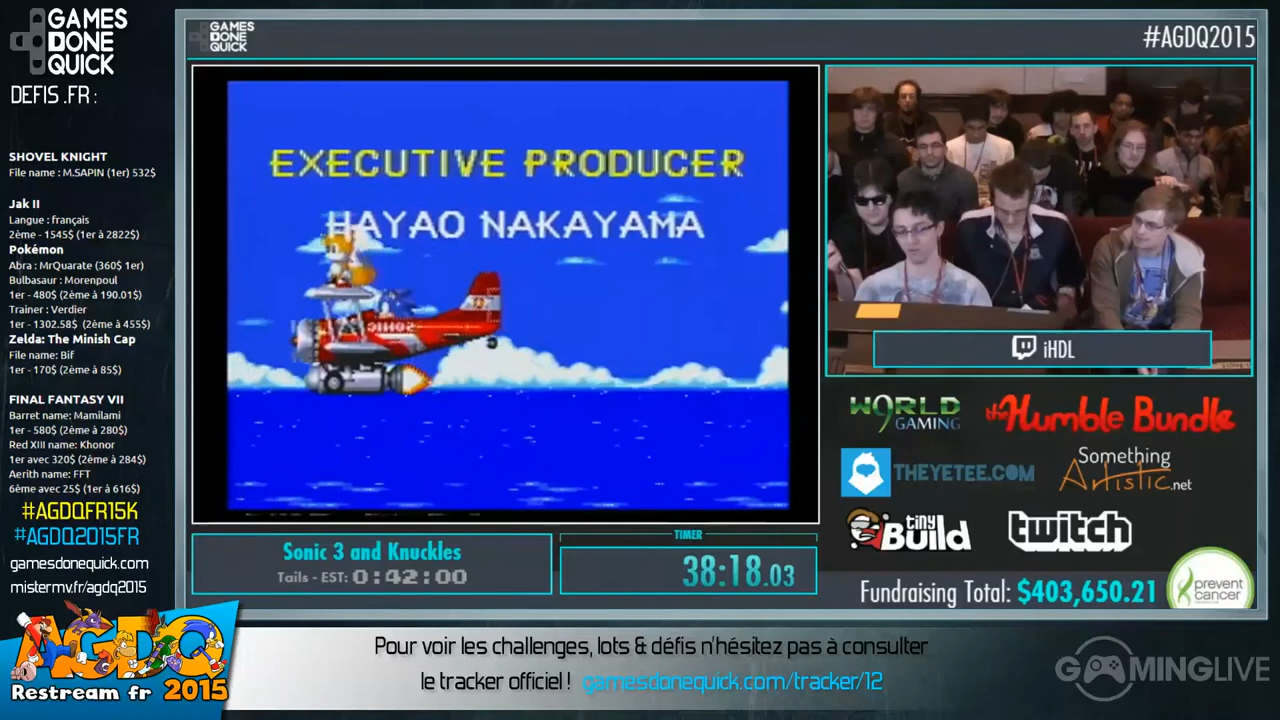 GAMES
DONE
QUICK
DEFIS .FR :
SHOVEL KNIGHT
File name : M.SAPIN (1er) 532$
Jak II
Langue : français
2ème - 1545$ (1er à 2822$)
Pokémon
Abra : MrQuarate (360$ 1er)
Bulbasaur : Morenpoul
1er - 480$ (2ème à 190.01$)
Trainer : Verdier
1er - 1302.58$ (2ème à 455$)
Zelda: The Minish Cap
File name: Bif
1er - 170$ (2ème à 85$)
FINAL FANTASY VII
Barret name: Mamilami
1er - 580$ (2ème à 280$)
Red XIII name: Khonor
1er avec 320$ (2ème à 284$)
Aerith name: FFT
6ème avec 25$ (1er à 616$)
#AGDQFR15K
#AGDQ2015FR
gamesdonequick.com
mistermv.fr/agdq2015
AGDQ
Restream fr 2015
GAMES
DONE
QUICK
#AGDQ2015
EXECUTIVE PRODUCER
HAYAO NAKAYAMA
SONIC
iHDL
W9RLD
GAMING
the Humble Bundle
THEYETEE.COM
Something
Artistic.net
tiny
Build
twitch
Sonic 3 and Knuckles
Tails - EST: 0:42:00
TIMER
38:18.03
Fundraising Total: $403,650.21
prevent
cancer
Pour voir les challenges, lots & défis n'hésitez pas à consulter
le tracker officiel ! gamesdonequick.com/tracker/12
GAMINGLIVE